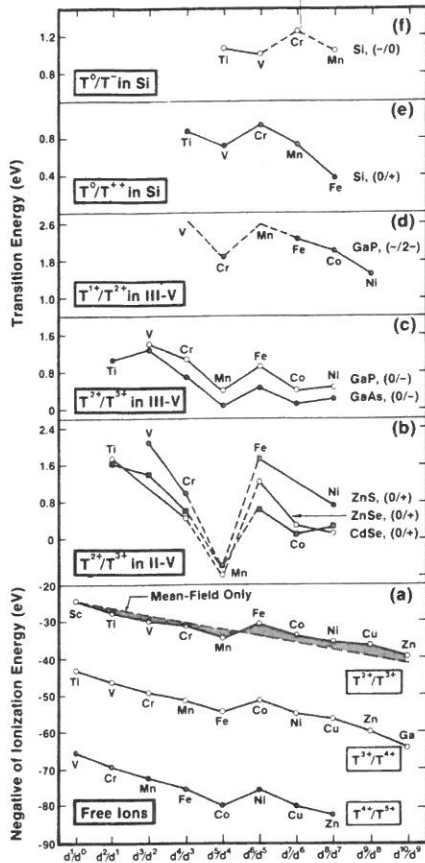 (f)
1.2
0.8
Ti V Cr Mn
Si, (−/0)
T⁰/T⁻ in Si
(e)
0.8
0.4
Ti V Cr Mn Fe
Si, (0/+)
T⁰/T⁺⁺ in Si
(d)
2.6
1.8
1.0
V Cr Mn Fe Co Ni
GaP, (−/2−)
T¹⁺/T²⁺ in III-V
Transition Energy (eV)
(c)
1.6
0.8
0
Ti V Cr Mn Fe Co Ni
GaP, (0/−)
GaAs, (0/−)
T²⁺/T³⁺ in III-V
(b)
2.4
1.6
0.8
0
Ti V Cr Mn Fe Co Ni
ZnS, (0/+)
ZnSe, (0/+)
CdSe, (0/+)
T²⁺/T³⁺ in II-V
(a)
-20
-30
-40
-50
-60
-70
-80
-90
Negative of Ionization Energy (eV)
Mean-Field Only
Sc Ti V Cr Mn Fe Co Ni Cu Zn
T²⁺/T³⁺
Ti V Cr Mn Fe Co Ni Cu Zn Ga
T³⁺/T⁴⁺
V Cr Mn Fe Co Ni Cu Zn
T⁴⁺/T⁵⁺
Free Ions
d¹/d⁰ d²/d¹ d³/d² d⁴/d³ d⁵/d⁴ d⁶/d⁵ d⁷/d⁶ d⁸/d⁷ d⁹/d⁸ d¹⁰/d⁹